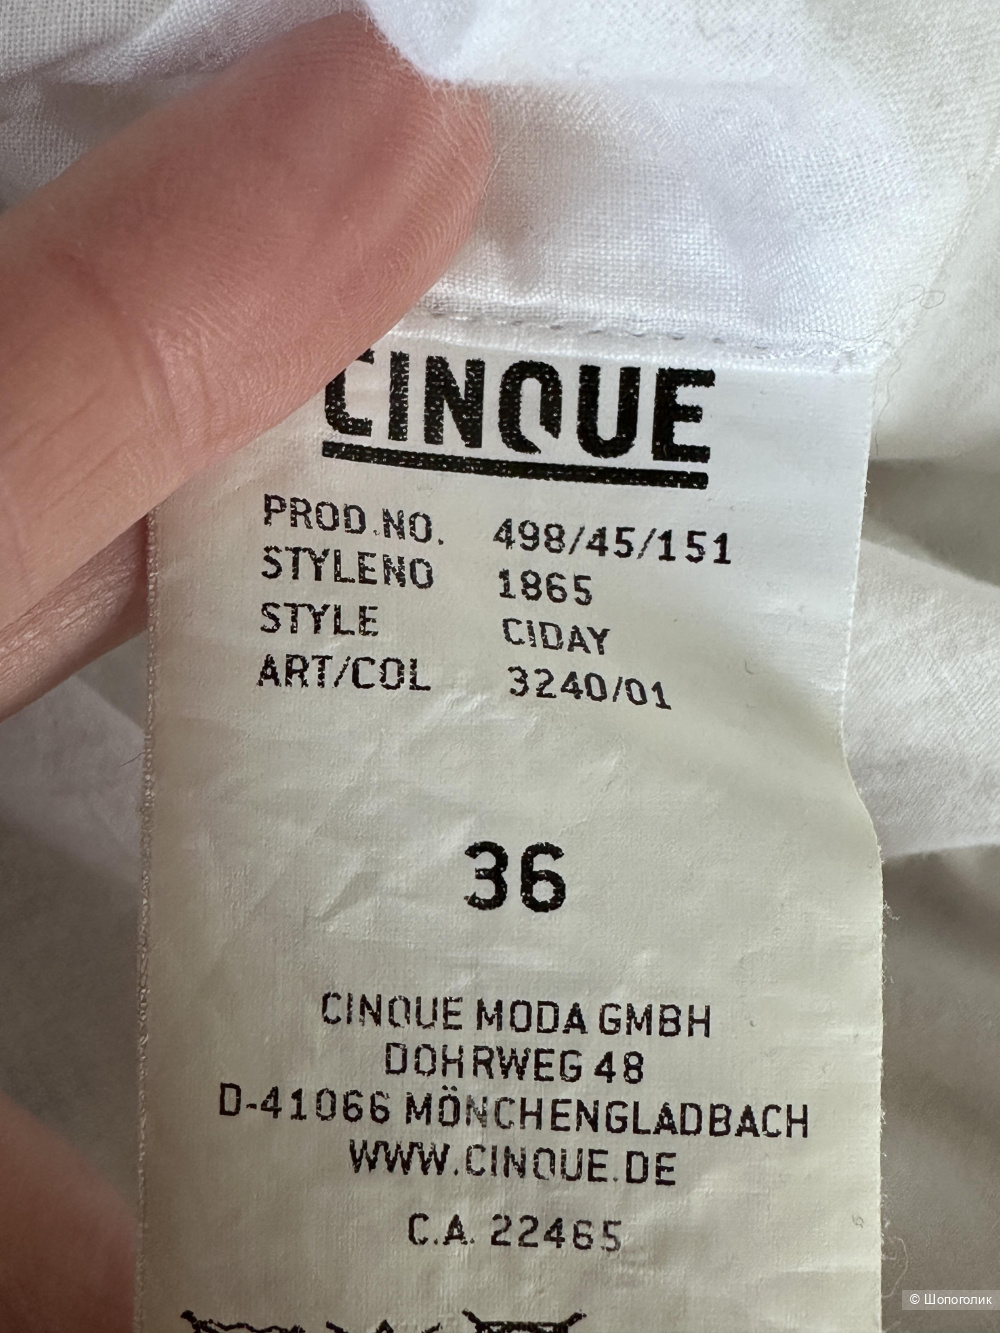 CINQUE
PROD.NO. 498/45/151
STYLENO 1865
STYLE CIDAY
ART/COL 3240/01
36
CINQUE MODA GMBH
DOHRWEG 48
D-41066 MÖNCHENGLADBACH
WWW.CINQUE.DE
C.A. 22465
© Шопоголик